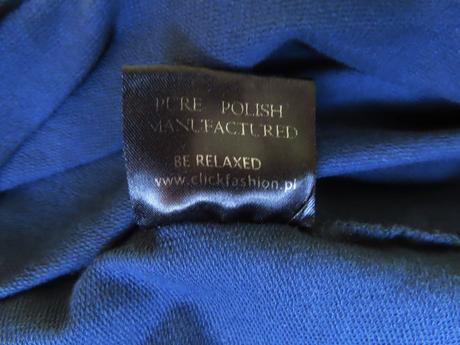 PURE POLISH
MANUFACTURED
BE RELAXED
www.clickfashion.pl